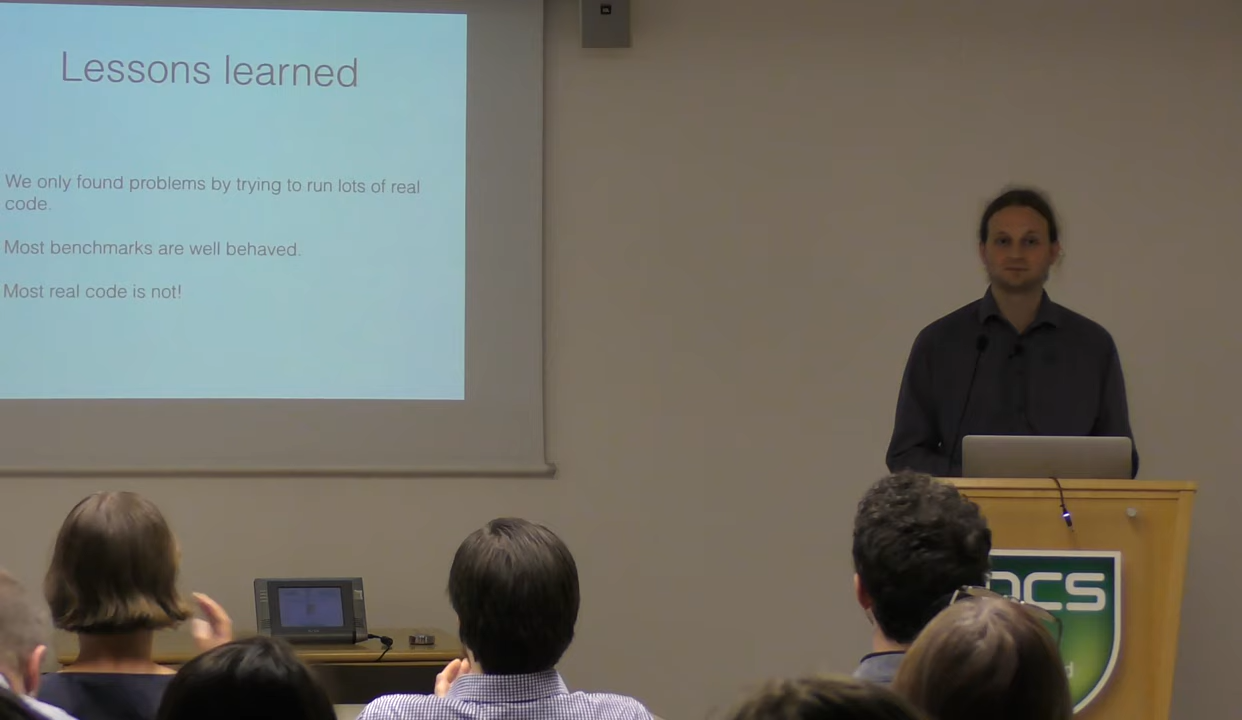 Lessons learned
We only found problems by trying to run lots of real
code.
Most benchmarks are well behaved.
Most real code is not!